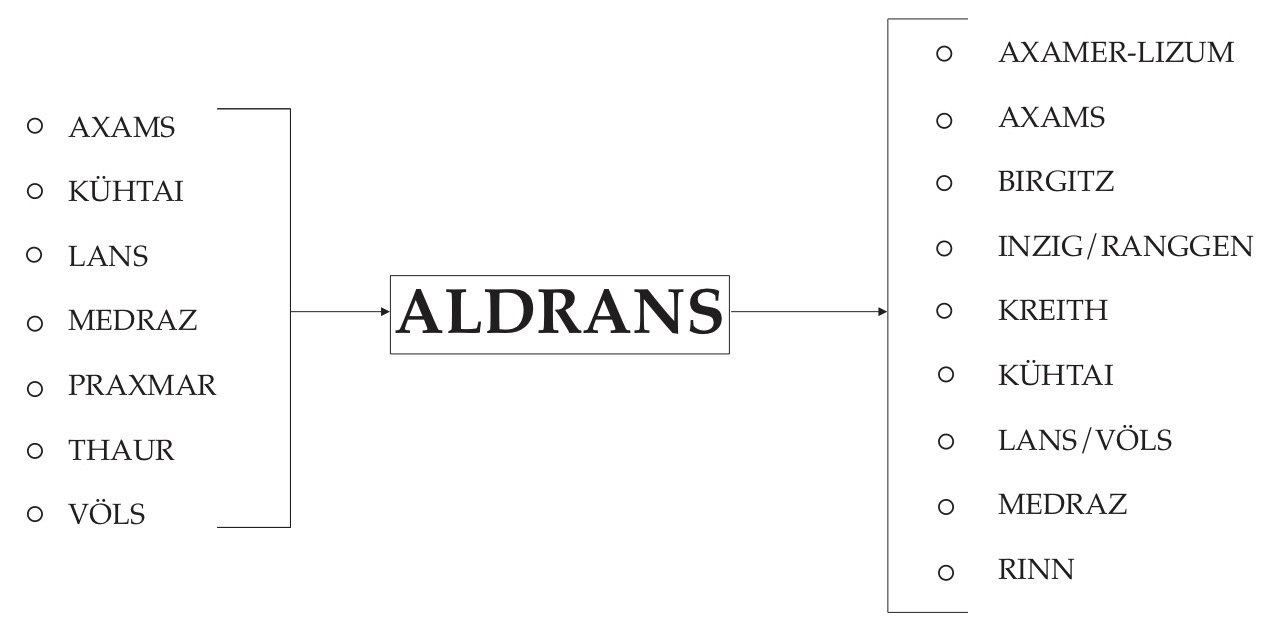 AXAMS
KÜHTAI
LANS
MEDRAZ
PRAXMAR
THAUR
VÖLS
ALDRANS
AXAMER-LIZUM
AXAMS
BIRGITZ
INZIG/RANGGEN
KREITH
KÜHTAI
LANS/VÖLS
MEDRAZ
RINN